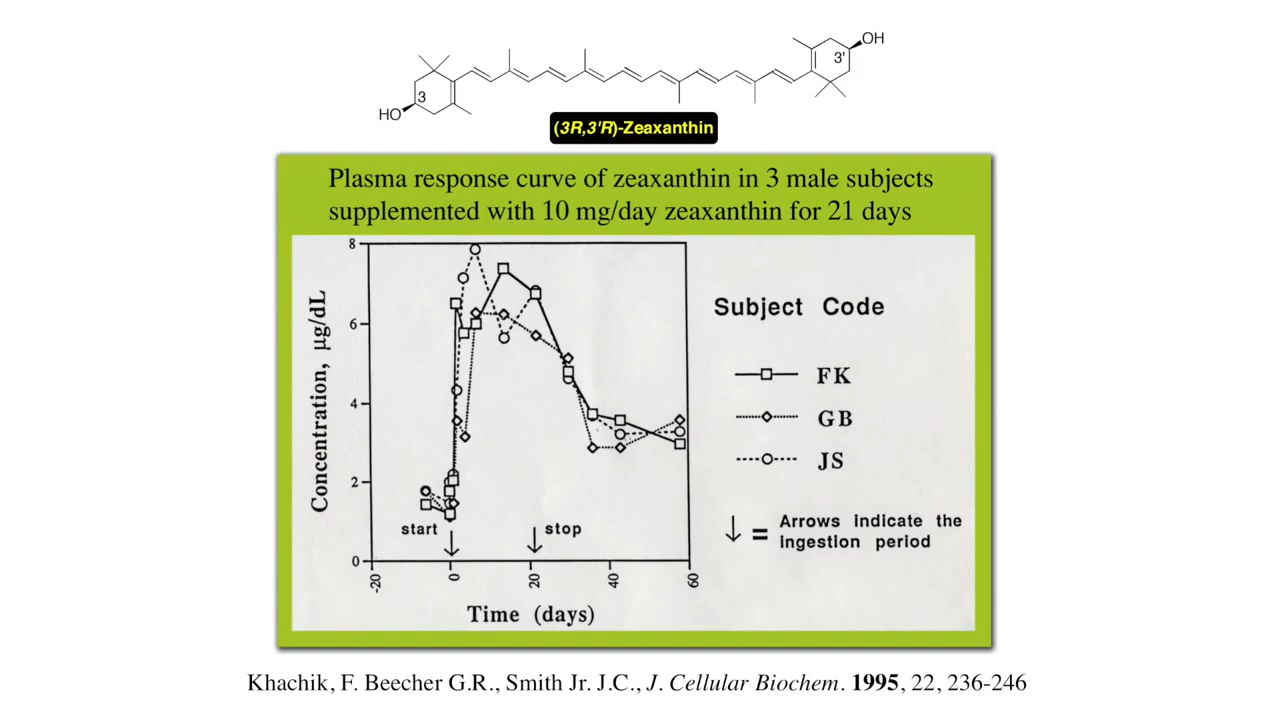 OH
3'
3
HO
(3R,3'R)-Zeaxanthin
Plasma response curve of zeaxanthin in 3 male subjects
supplemented with 10 mg/day zeaxanthin for 21 days
8
6
4
2
0
Concentration, µg/dL
start
stop
-20
0
20
40
60
Time (days)
Subject Code
FK
GB
JS
↓ = Arrows indicate the
ingestion period
Khachik, F. Beecher G.R., Smith Jr. J.C., J. Cellular Biochem. 1995, 22, 236-246